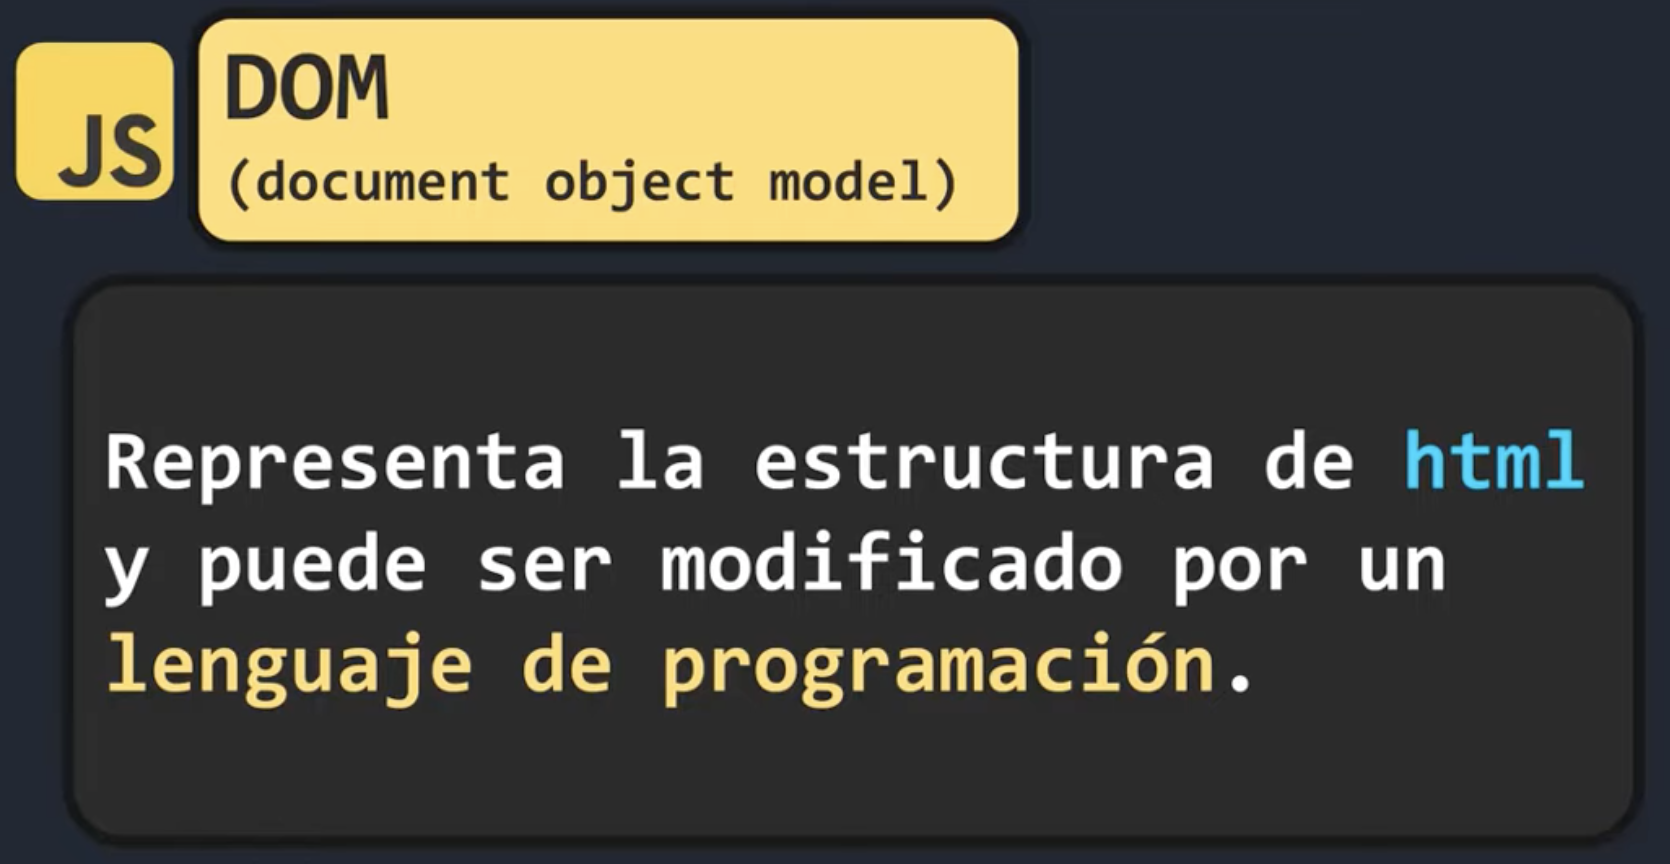 JS
DOM
(document object model)
Representa la estructura de html
y puede ser modificado por un
lenguaje de programación.